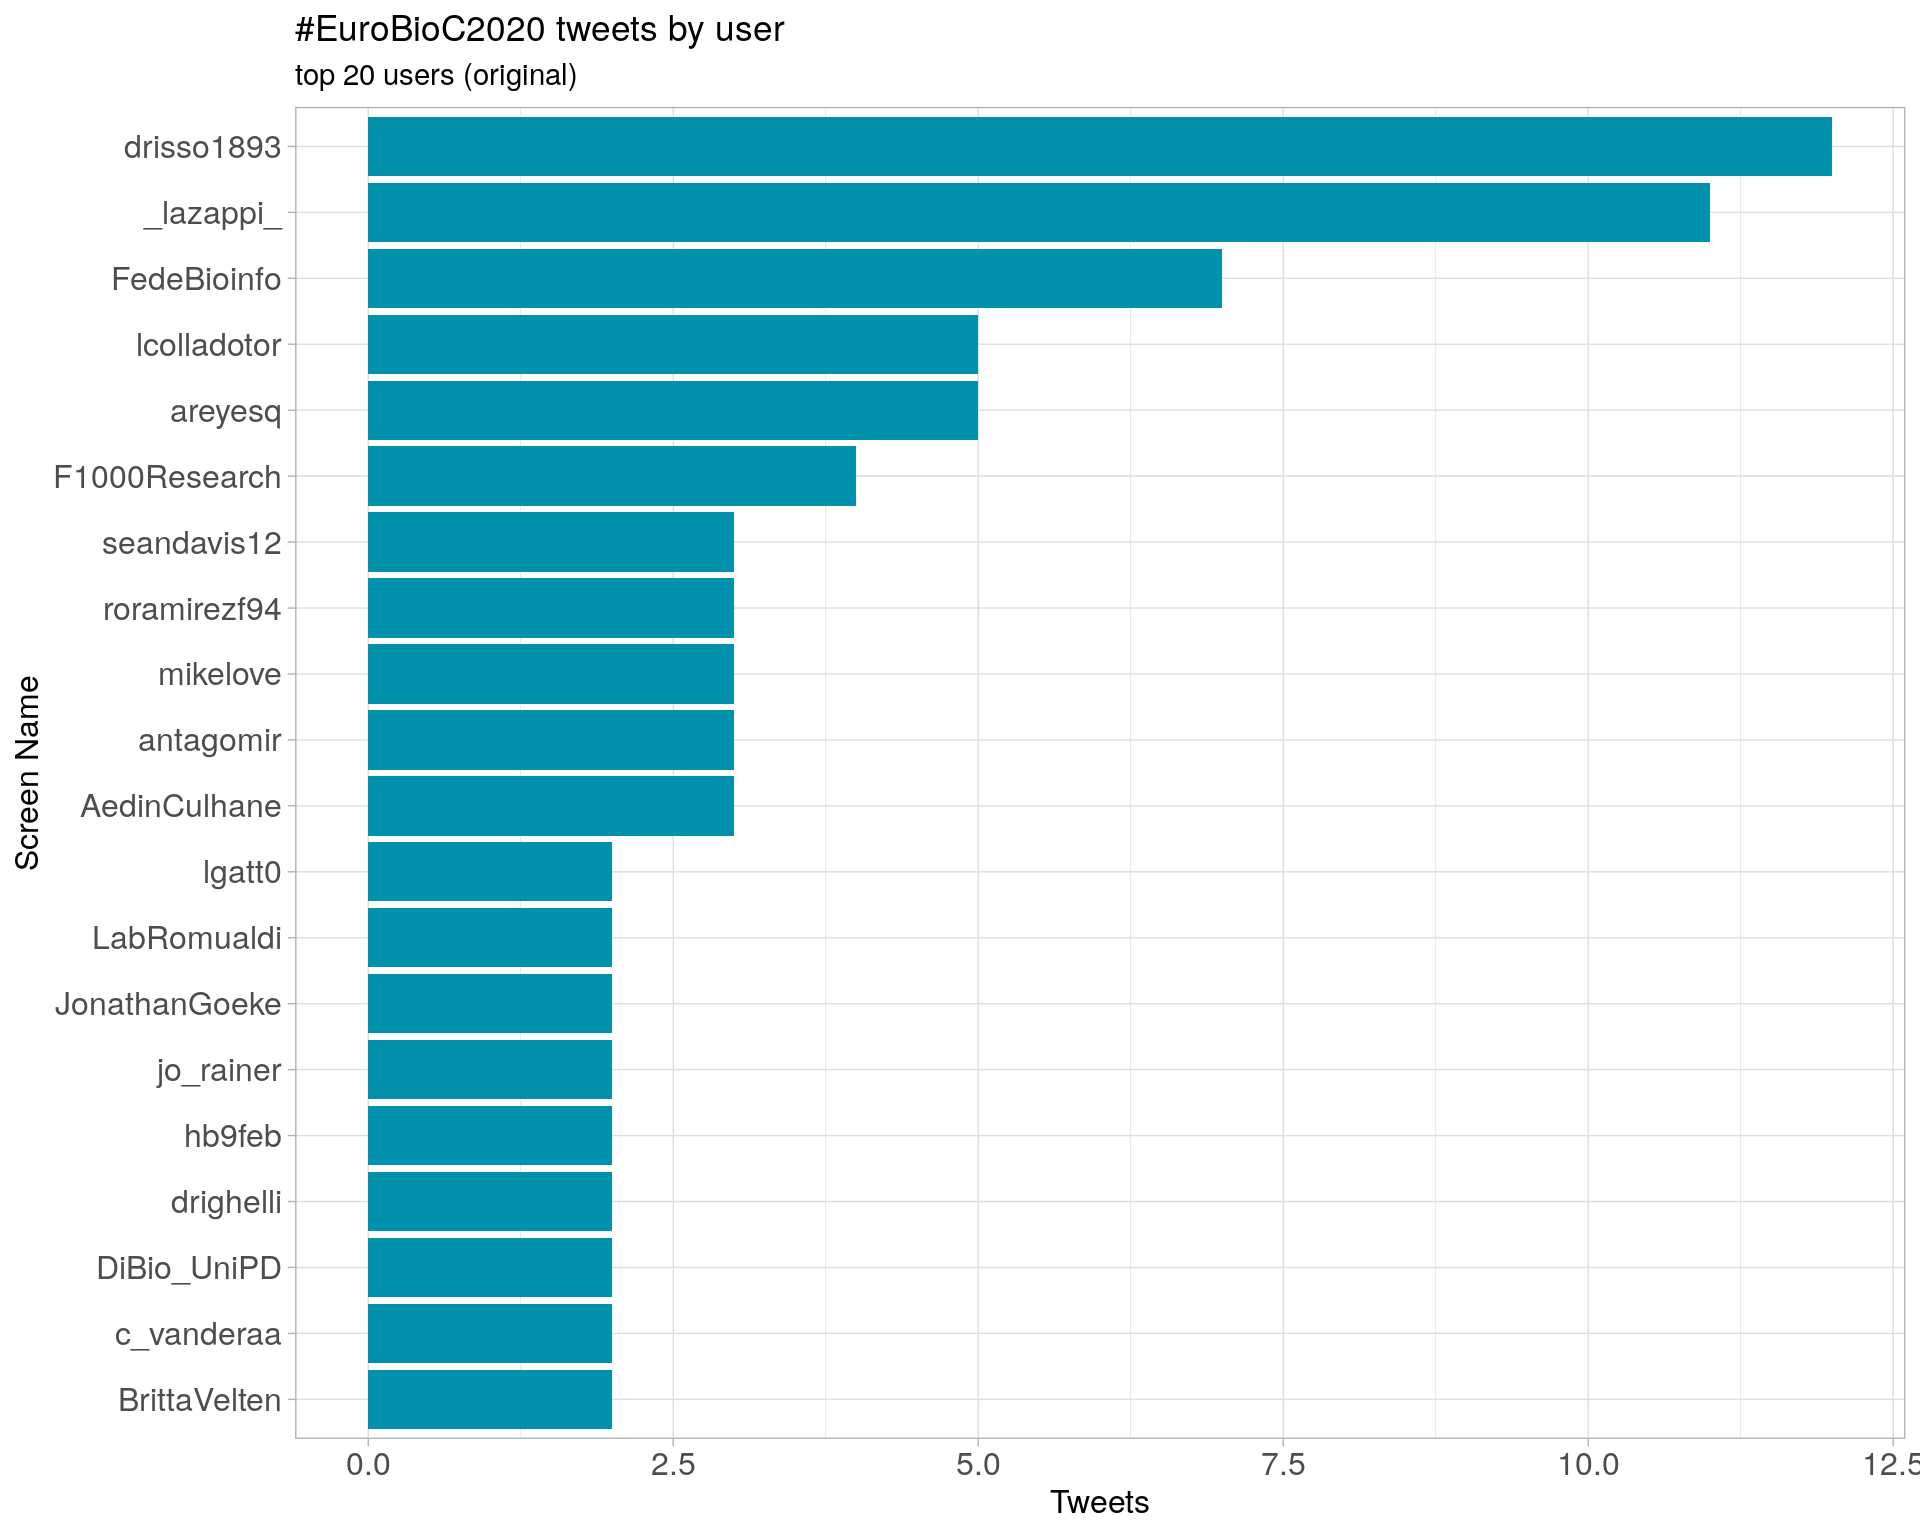 #EuroBioC2020 tweets by user
top 20 users (original)
drisso1893
_lazappi_
FedeBioinfo
lcolladotor
areyesq
F1000Research
seandavis12
roramirezf94
mikelove
antagomir
AedinCulhane
lgatt0
LabRomualdi
JonathanGoeke
jo_rainer
hb9feb
drighelli
DiBio_UniPD
c_vanderaa
BrittaVelten
Screen Name
0.0 2.5 5.0 7.5 10.0 12.5
Tweets